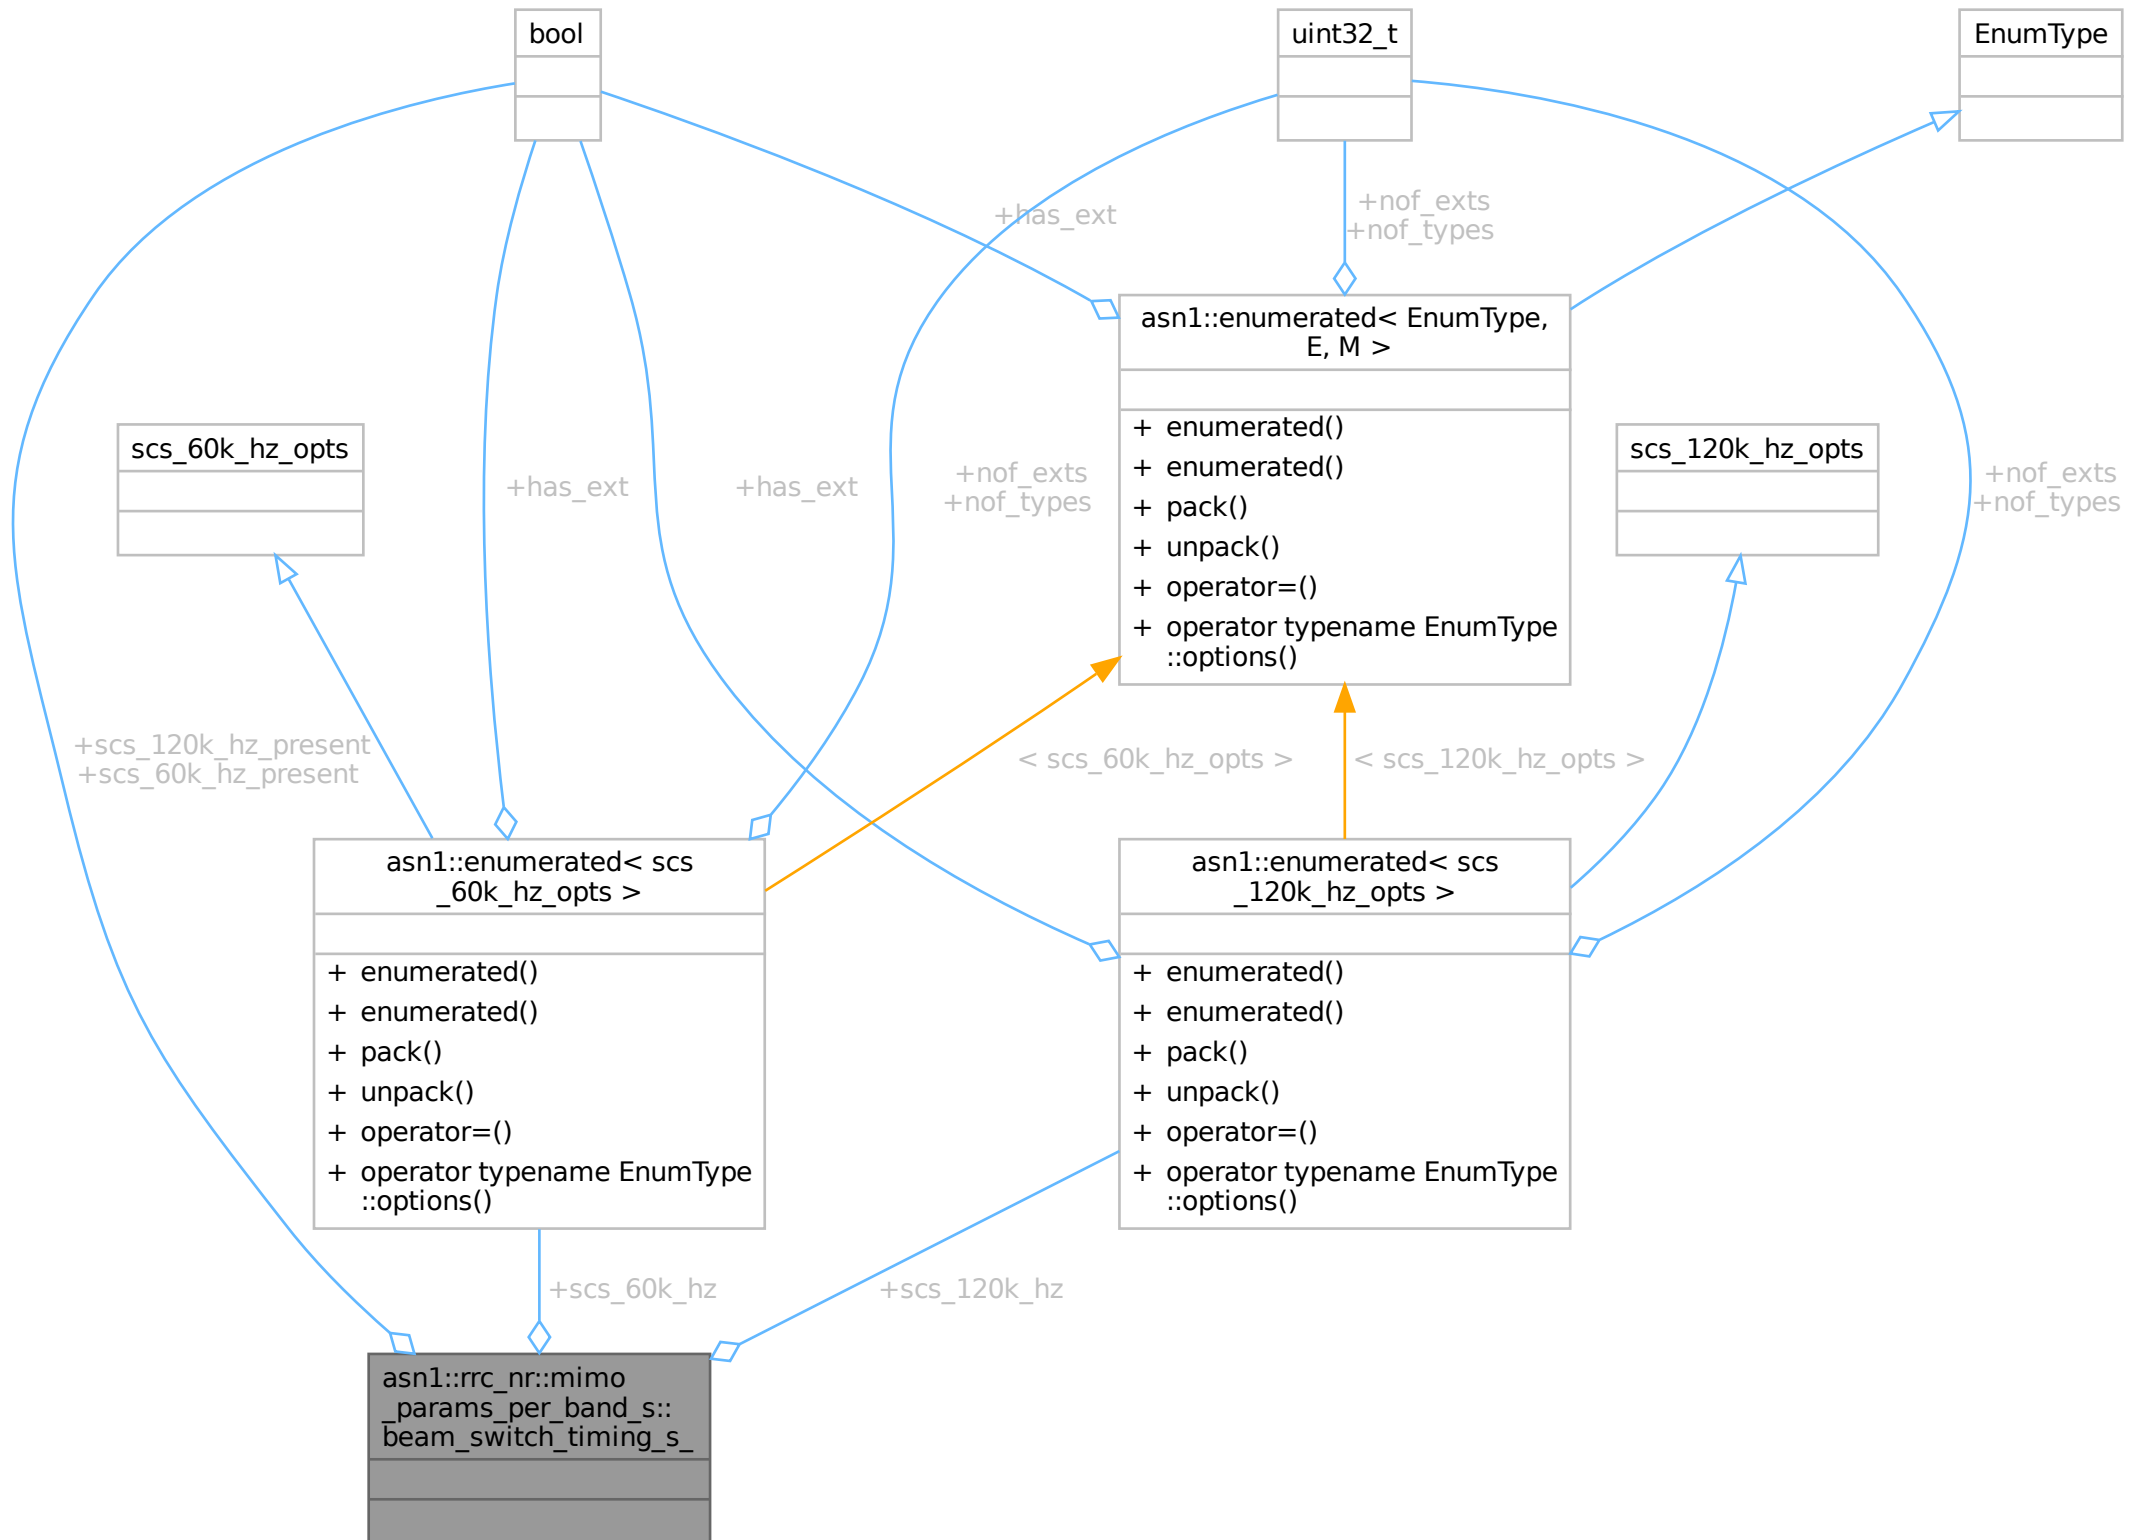 bool
uint32_t
EnumType
+has_ext
+nof_exts
+nof_types
asn1::enumerated< EnumType,
E, M >
+ enumerated()
+ enumerated()
+ pack()
+ unpack()
+ operator=()
+ operator typename EnumType
::options()
scs_60k_hz_opts
+has_ext
+has_ext
+nof_exts
+nof_types
scs_120k_hz_opts
+nof_exts
+nof_types
+scs_120k_hz_present
+scs_60k_hz_present
< scs_60k_hz_opts >
< scs_120k_hz_opts >
asn1::enumerated< scs
_60k_hz_opts >
+ enumerated()
+ enumerated()
+ pack()
+ unpack()
+ operator=()
+ operator typename EnumType
::options()
asn1::enumerated< scs
_120k_hz_opts >
+ enumerated()
+ enumerated()
+ pack()
+ unpack()
+ operator=()
+ operator typename EnumType
::options()
+scs_60k_hz
+scs_120k_hz
asn1::rrc_nr::mimo
_params_per_band_s::
beam_switch_timing_s_